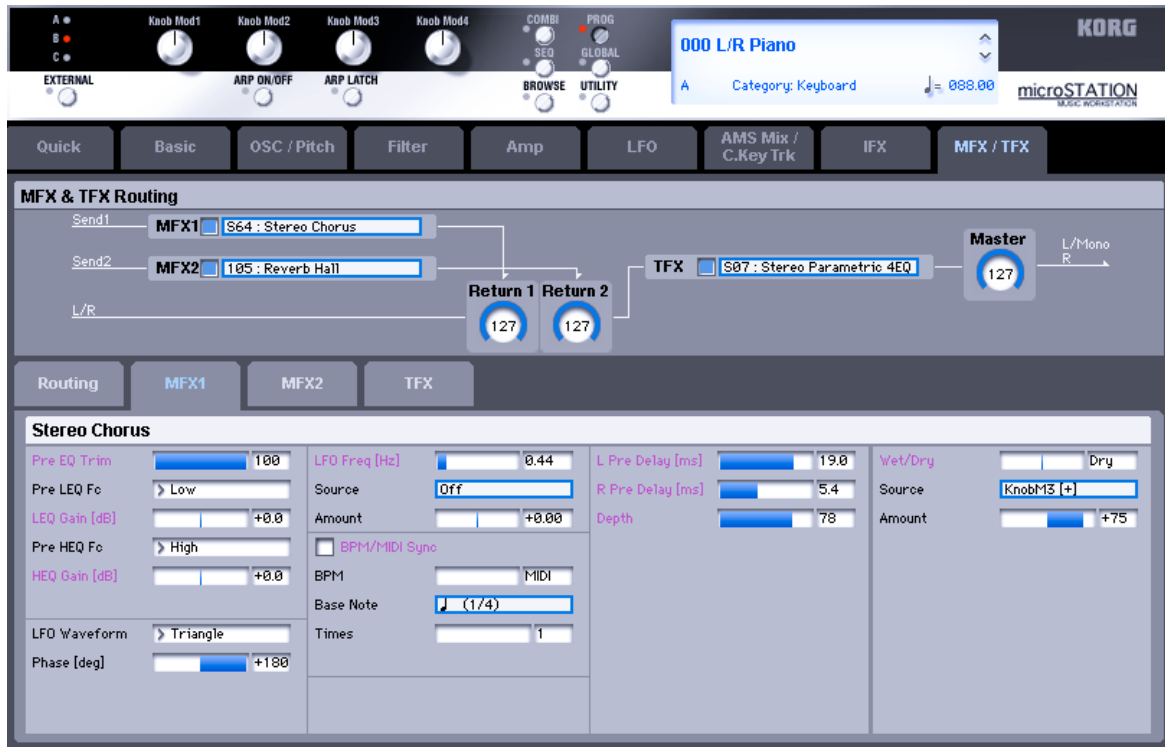 A
B
C
EXTERNAL
Knob Mod1 Knob Mod2 Knob Mod3 Knob Mod4
ARP ON/OFF ARP LATCH
COMBI PROG
SEQ GLOBAL
BROWSE UTILITY
000 L/R Piano
A Category: Keyboard ♩= 088.00
KORG
microSTATION
MUSIC WORKSTATION
Quick Basic OSC / Pitch Filter Amp LFO AMS Mix / C.Key Trk IFX MFX / TFX
MFX & TFX Routing
Send1 MFX1 S64 : Stereo Chorus
Send2 MFX2 105 : Reverb Hall
L/R
Return 1 Return 2
127 127
TFX S07 : Stereo Parametric 4EQ
Master
127
L/Mono
R
Routing MFX1 MFX2 TFX
Stereo Chorus
Pre EQ Trim 100
Pre LEQ Fc > Low
LEQ Gain [dB] +0.0
Pre HEQ Fc > High
HEQ Gain [dB] +0.0
LFO Waveform > Triangle
Phase [deg] +180
LFO Freq [Hz] 0.44
Source Off
Amount +0.00
BPM/MIDI Sync
BPM MIDI
Base Note ♩ (1/4)
Times 1
L Pre Delay [ms] 19.0
R Pre Delay [ms] 5.4
Depth 78
Wet/Dry Dry
Source KnobM3 [+]
Amount +75